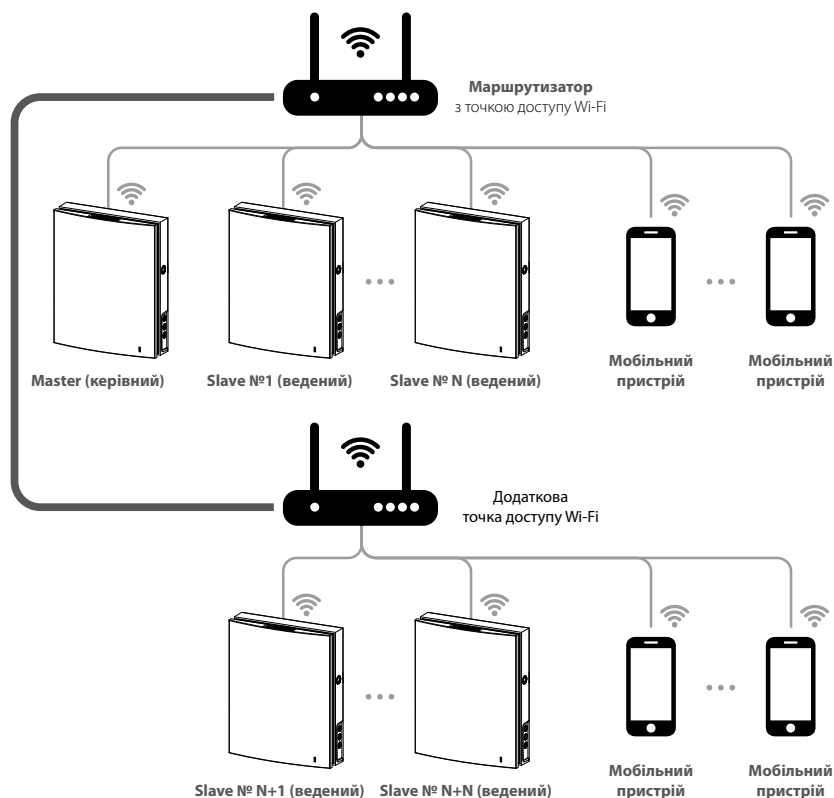 Маршрутизатор
з точкою доступу Wi-Fi
Master (керівний)
Slave №1 (ведений)
Slave № N (ведений)
Мобільний
пристрій
Мобільний
пристрій
Додаткова
точка доступу Wi-Fi
Slave № N+1 (ведений)
Slave № N+N (ведений)
Мобільний
пристрій
Мобільний
пристрій